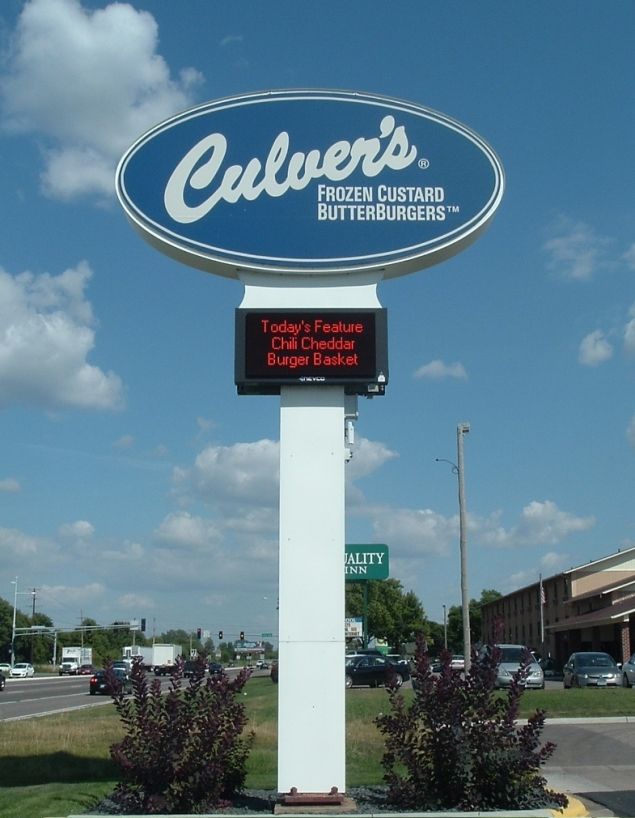 Culver's®
FROZEN CUSTARD
BUTTERBURGERS™
Today's Feature
Chili Cheddar
Burger Basket
UALITY
INN